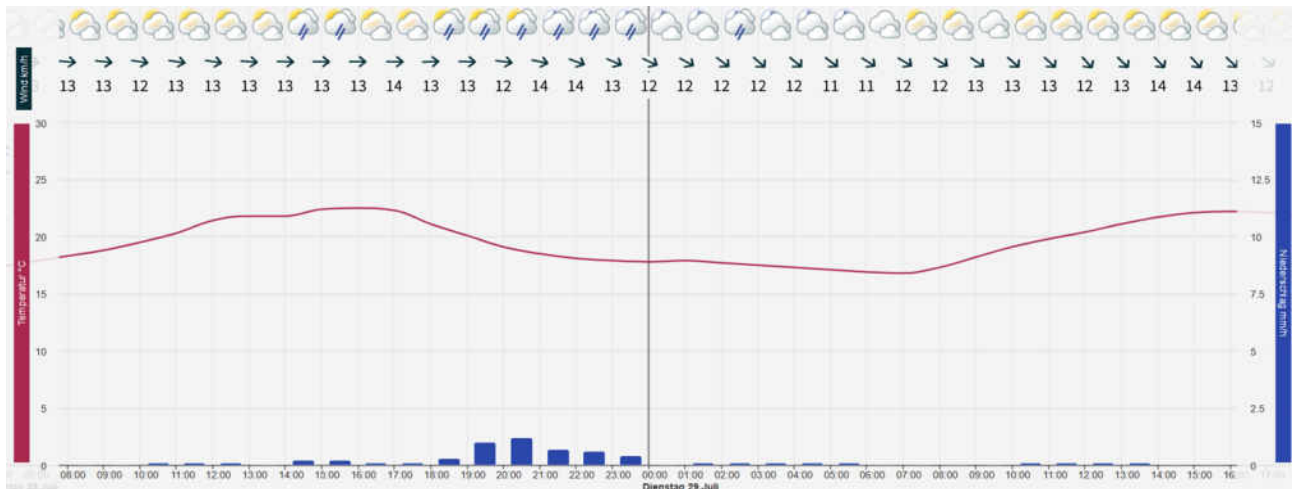 Wind km/h
13 13 12 13 13 13 13 13 13 14 13 13 12 14 14 12 12 12 12 12 12 11 11 12 12 13 13 13 12 13 14 14 13 12
Temperatur °C
30
25
20
15
10
5
0
15
12.5
10
7.5
5
2.5
0
Niederschlag mm/h
08:00 09:00 10:00 11:00 12:00 13:00 14:00 15:00 16:00 17:00 18:00 19:00 20:00 21:00 22:00 23:00 00:00 01:00 02:00 03:00 04:00 05:00 06:00 07:00 08:00 09:00 10:00 11:00 12:00 13:00 14:00 15:00
Dienstag 29 Juli